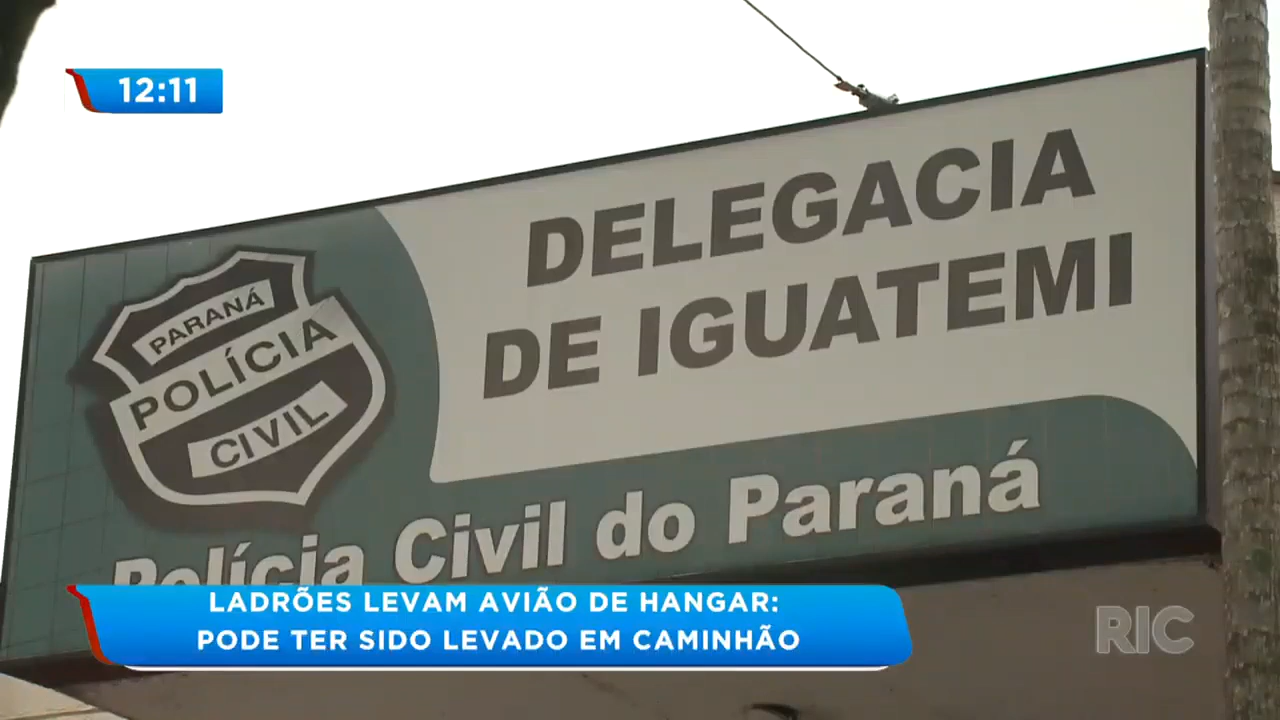 12:11
DELEGACIA
DE IGUATEMI
PARANÁ
POLÍCIA
CIVIL
Polícia Civil do Paraná
LADRÕES LEVAM AVIÃO DE HANGAR:
PODE TER SIDO LEVADO EM CAMINHÃO
RIC